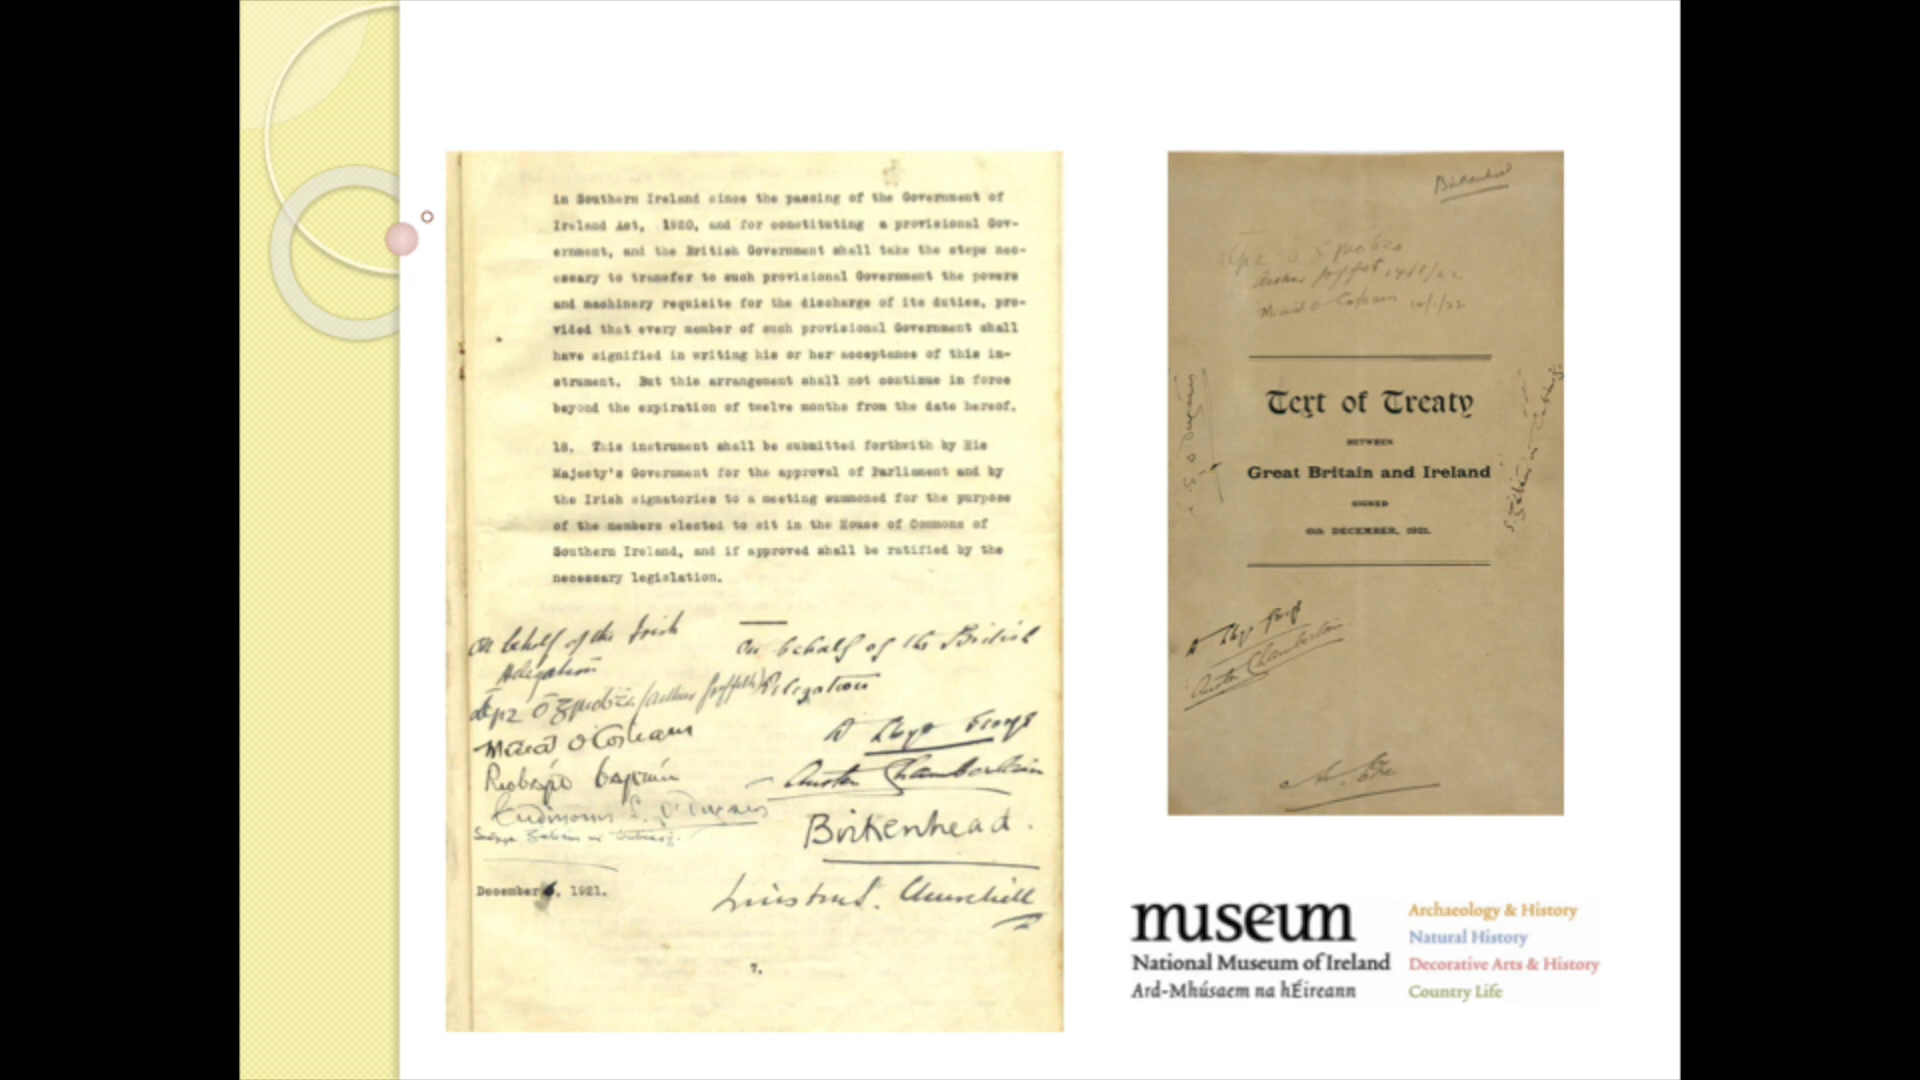 in Southern Ireland since the passing of the Government of
Ireland Act, 1920, and for constituting a provisional Gov-
ernment, and the British Government shall take the steps nec-
essary to transfer to such provisional Government the powers
and machinery requisite for the discharge of its duties, pro-
vided that every member of such provisional Government shall
have signified in writing his or her acceptance of this in-
strument. But this arrangement shall not continue in force
beyond the expiration of twelve months from the date hereof.
18. This instrument shall be submitted forthwith by His
Majesty's Government for the approval of Parliament and by
the Irish signatories to a meeting summoned for the purpose
of the members elected to sit in the House of Commons of
Southern Ireland, and if approved shall be ratified by the
necessary legislation.
On behalf of the Irish
Delegation
(Arthur Griffith)
Mícheál Ó Coileáin
December 6, 1921.
On behalf of the British
Delegation
D Lloyd George
Austen Chamberlain
Birkenhead.
Winston S. Churchill
7.
Birkenhead
Text of Treaty
BETWEEN
Great Britain and Ireland
SIGNED
6th DECEMBER, 1921.
D Lloyd George
Austen Chamberlain
museum
National Museum of Ireland
Ard-Mhúsaem na hÉireann
Archaeology & History
Natural History
Decorative Arts & History
Country Life